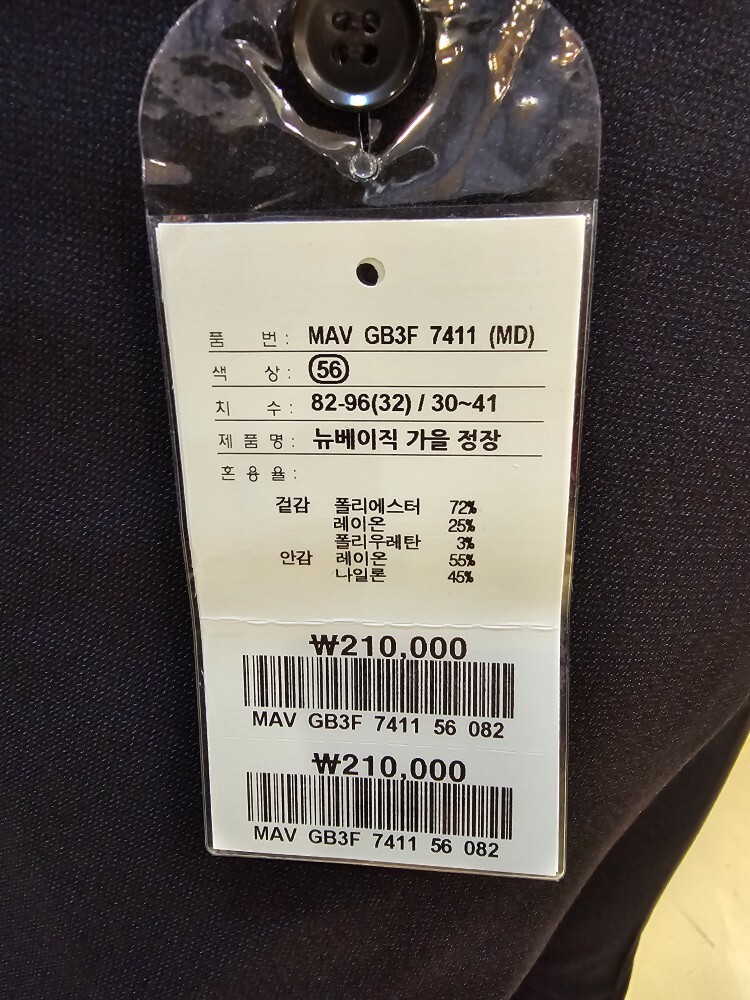 품 번 : MAV GB3F 7411 (MD)
색 상 : 56
치 수 : 82-96(32) / 30~41
제 품 명 : 뉴베이직 가을 정장
혼 용 율 :
겉감 폴리에스터 72%
레이온 25%
폴리우레탄 3%
안감 레이온 55%
나일론 45%
₩210,000
MAV GB3F 7411 56 082
₩210,000
MAV GB3F 7411 56 082